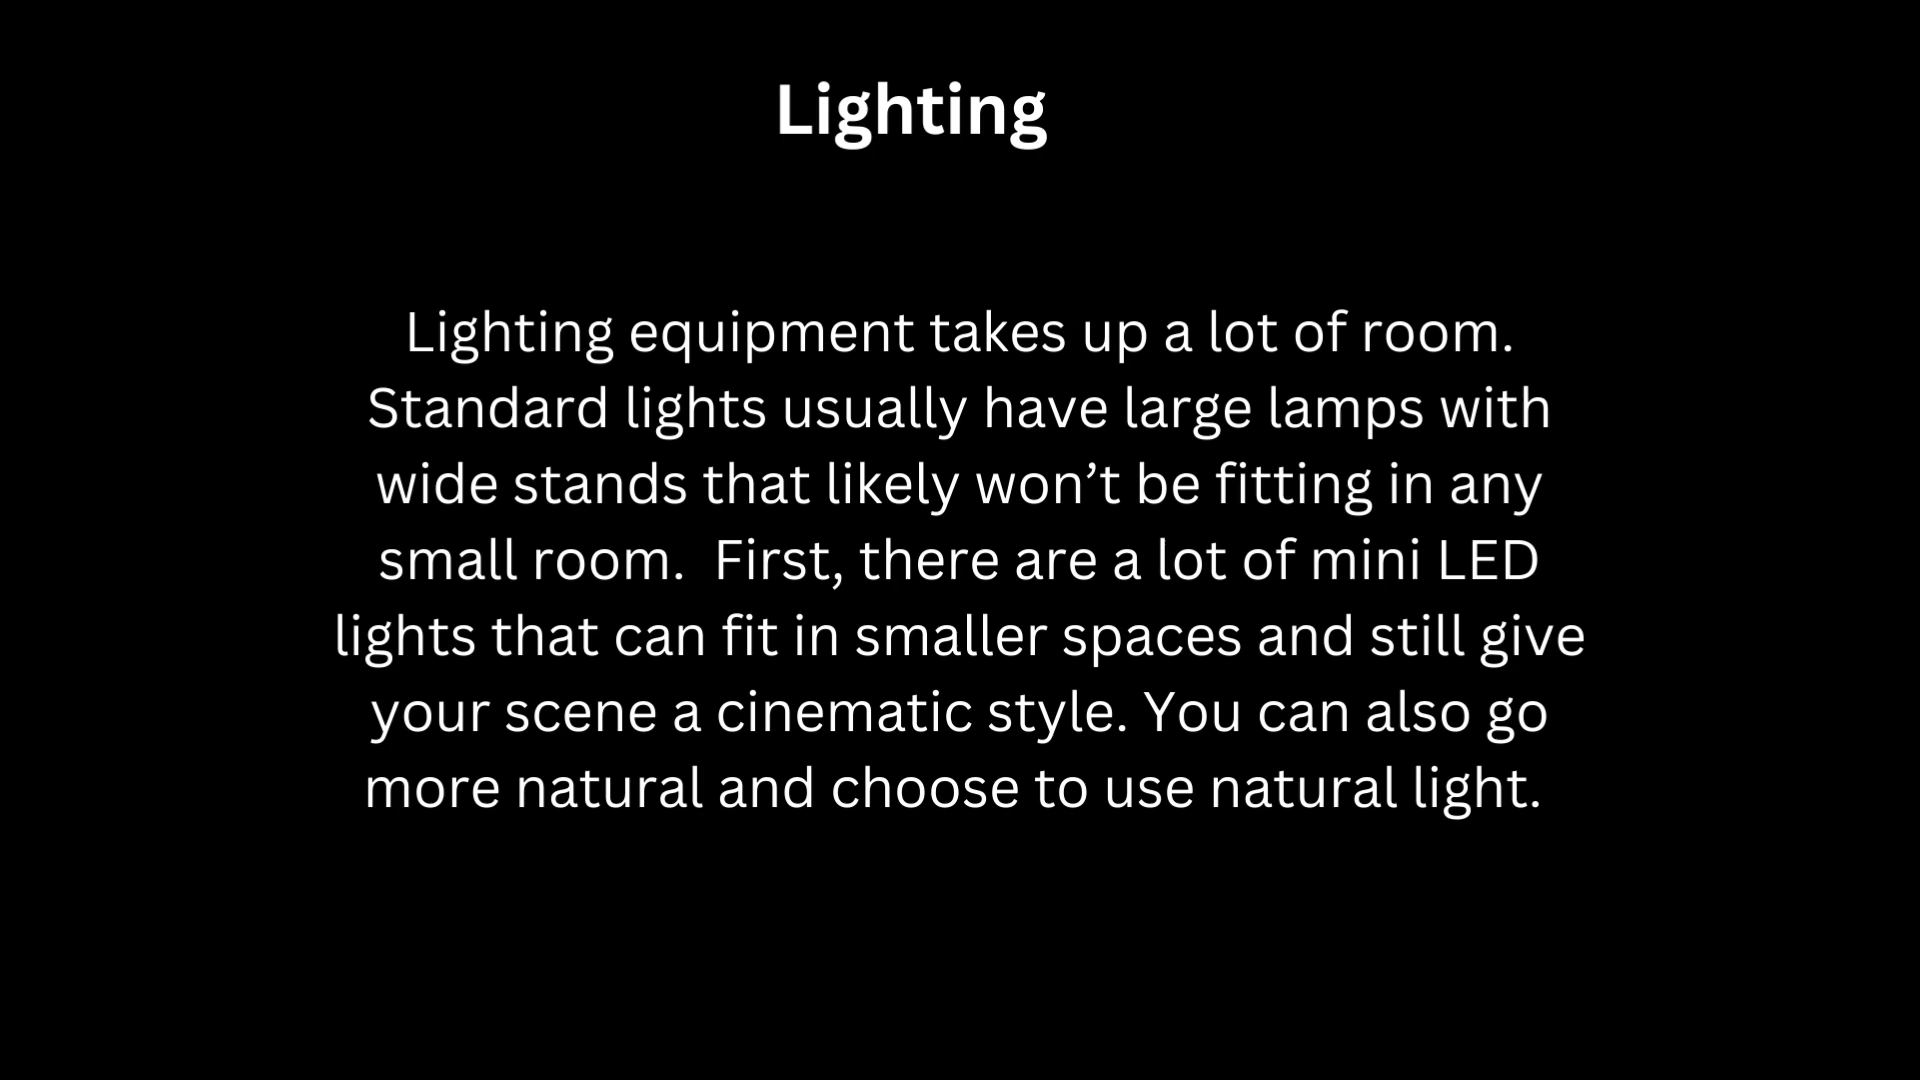 Lighting
Lighting equipment takes up a lot of room.
Standard lights usually have large lamps with
wide stands that likely won’t be fitting in any
small room.  First, there are a lot of mini LED
lights that can fit in smaller spaces and still give
your scene a cinematic style. You can also go
more natural and choose to use natural light.